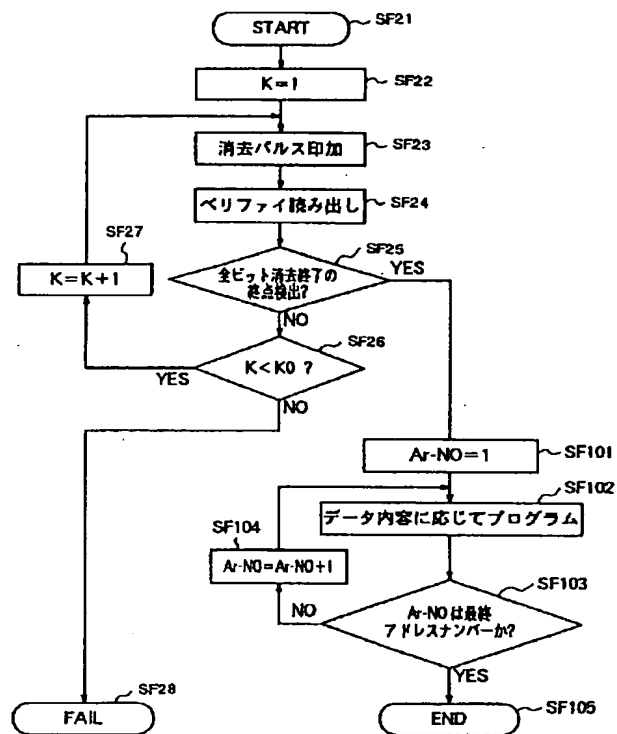 START
SF21
K=1
SF22
消去パルス印加
SF23
ベリファイ読み出し
SF24
SF27
K=K+1
SF25
全ビット消去終了の
終点検出?
YES
NO
SF26
K<K0 ?
YES
NO
Ar-NO=1
SF101
SF102
データ内容に応じてプログラム
SF104
Ar-NO=Ar-NO+1
SF103
Ar-NOは最終
アドレスナンバーか?
NO
YES
SF28
FAIL
END
SF105